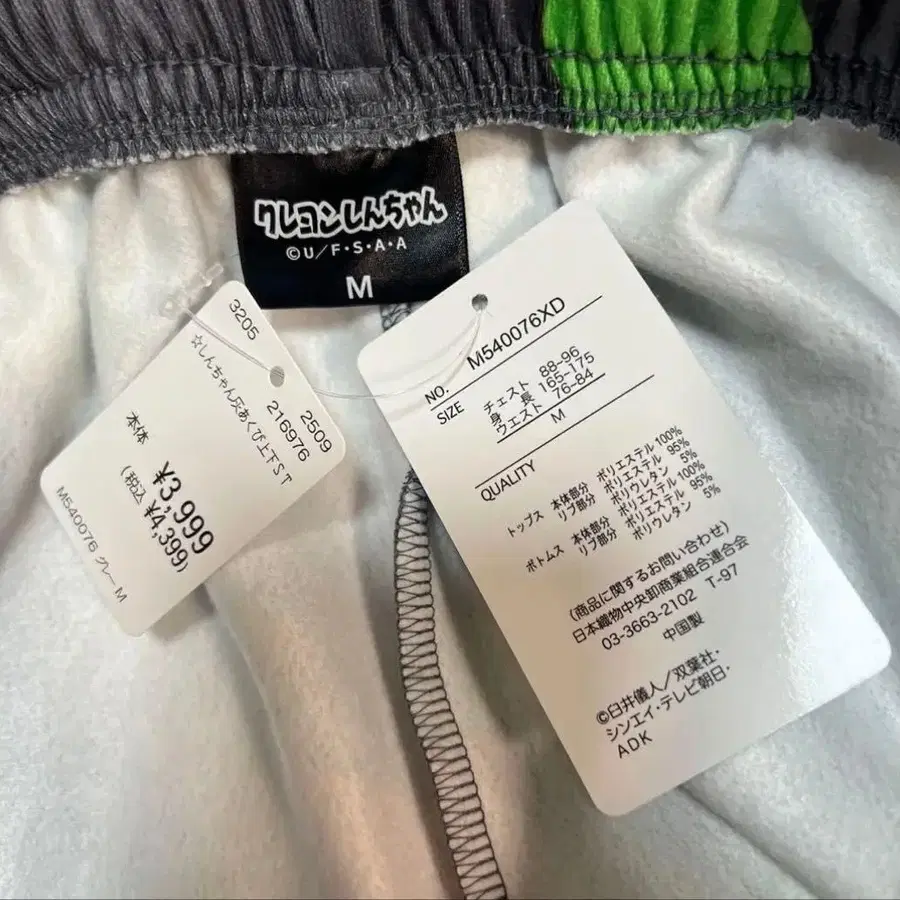 クレヨンしんちゃん
©U/F・S・A・A
M
3205 2509
216976
☆しんちゃん灰あくび上下ST
本体 ¥3,999
(税込 ¥4,399)
M540076 グレー M
NO. M540076XD
SIZE チェスト 88~96
身長 165~175
ウエスト 76~84
M
QUALITY
トップス 本体部分 ポリエステル 100%
リブ部分 ポリエステル 95%
ポリウレタン 5%
ボトムス 本体部分 ポリエステル 100%
リブ部分 ポリエステル 95%
ポリウレタン 5%
(商品に関するお問い合わせ)
日本織物中央卸商業組合連合会
03-3663-2102 T-97
中国製
©臼井儀人/双葉社・
シンエイ・テレビ朝日・
ADK